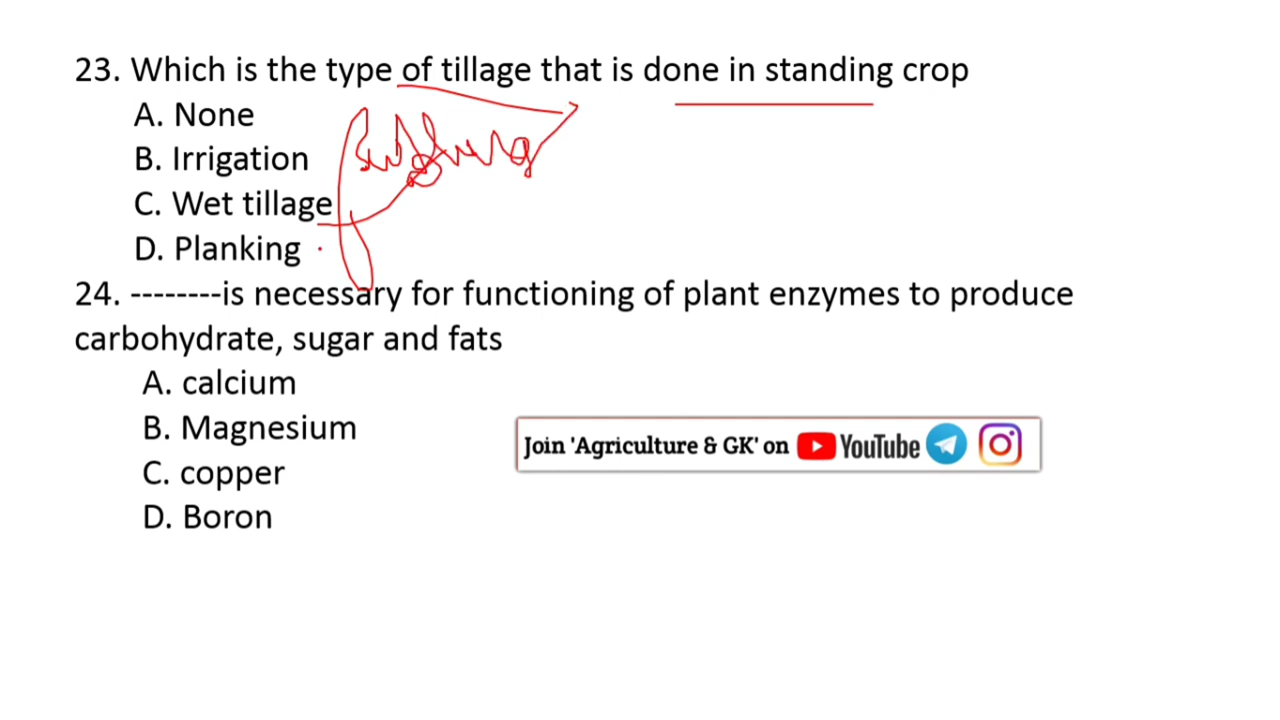 23. Which is the type of tillage that is done in standing crop
A. None
B. Irrigation
C. Wet tillage
D. Planking
24. --------is necessary for functioning of plant enzymes to produce
carbohydrate, sugar and fats
A. calcium
B. Magnesium
C. copper
D. Boron
Join 'Agriculture & GK' on YouTube